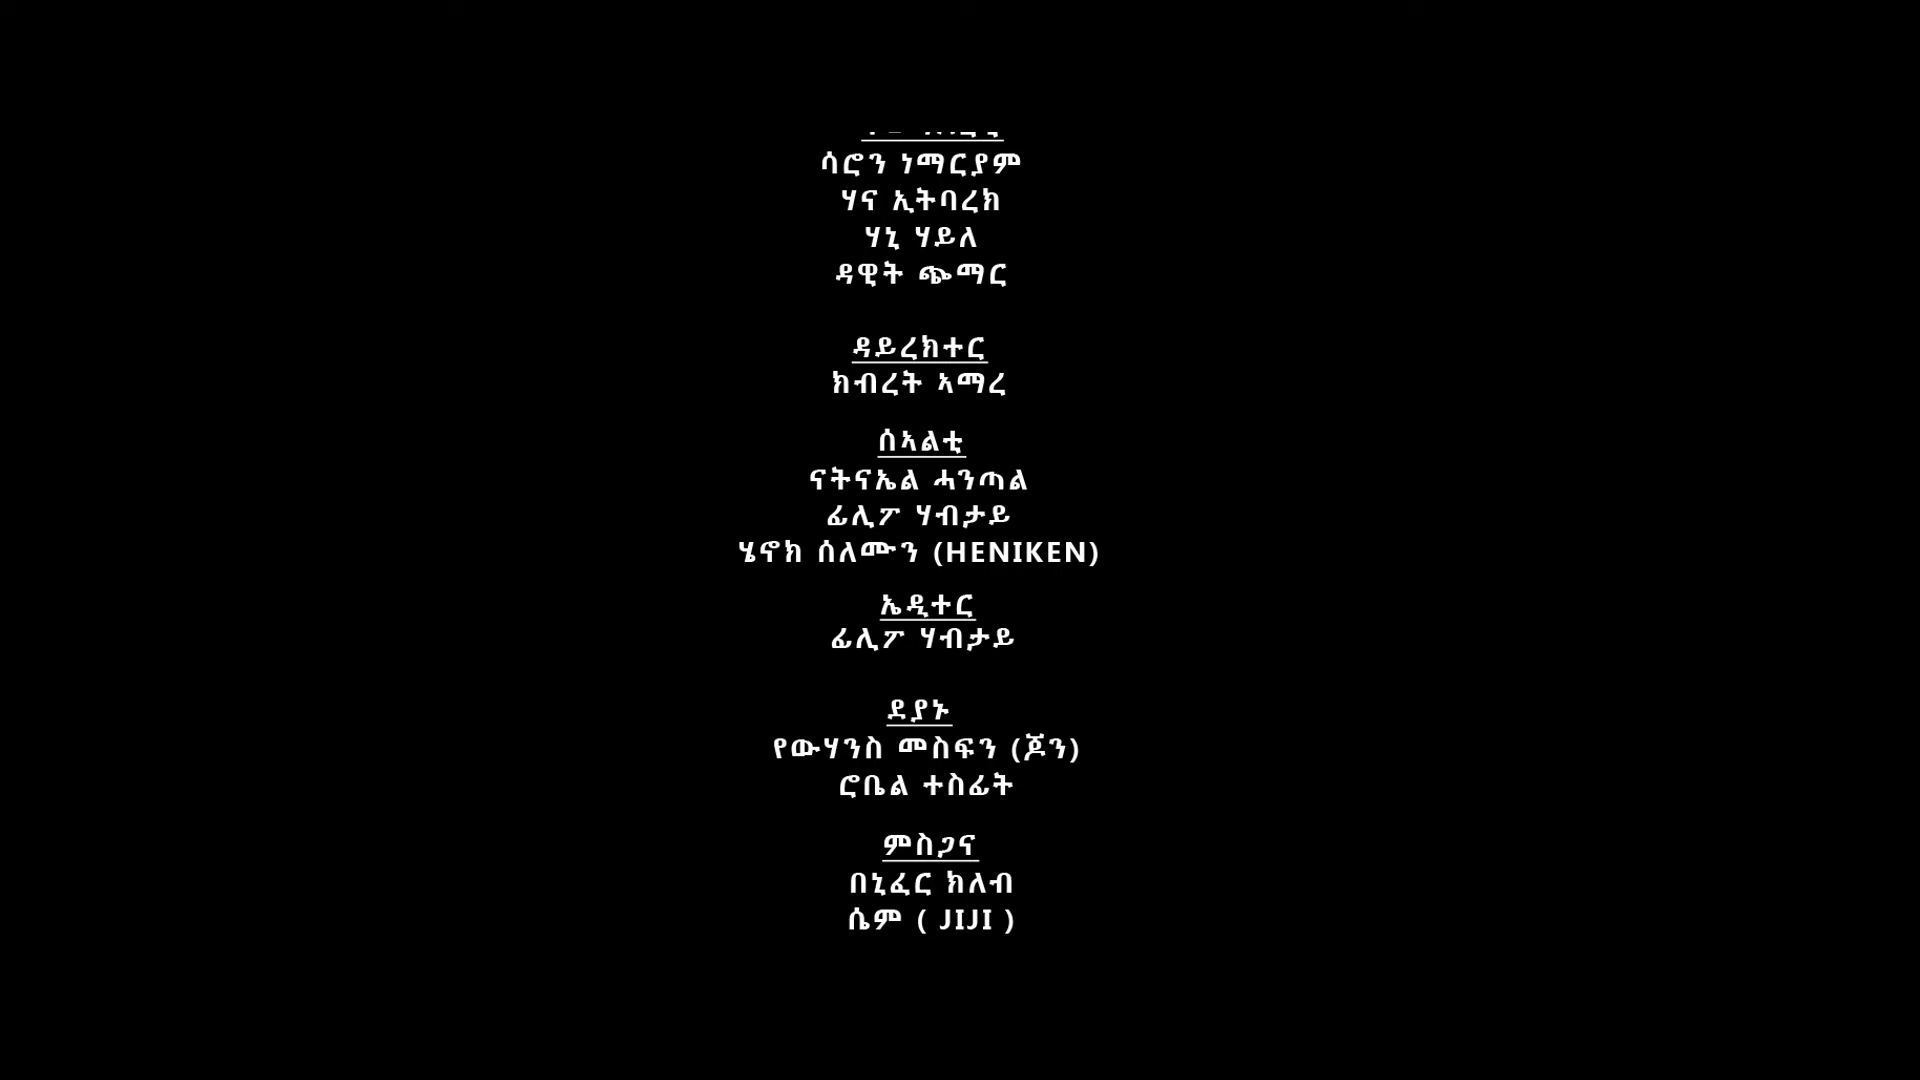 ሳሮን ነማርያም
ሃና ኢትባረክ
ሃኒ ሃይለ
ዳዊት ጭማር
ዳይረክተር
ክብረት ኣማረ
ሰኣልቲ
ናትናኤል ሓንጣል
ፊሊፖ ሃብታይ
ሄኖክ ሰለሙን (HENIKEN)
ኤዲተር
ፊሊፖ ሃብታይ
ደያኑ
የውሃንስ መስፍን (ጆን)
ሮቤል ተስፊት
ምስጋና
በኒፈር ክለብ
ሴም ( JIJI )